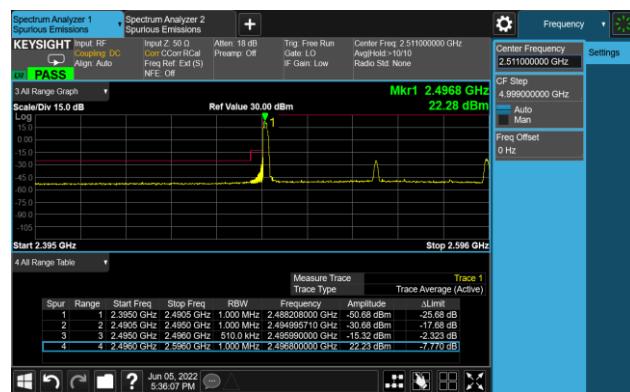 Spectrum Analyzer 1
Spurious Emissions
Spectrum Analyzer 2
Spurious Emissions
Frequency
KEYSIGHT
Input: RF
Coupling: DC
Align: Auto
Input Z: 50 Ω
Corr CCorr RCal
Freq Ref: Ext (S)
NFE: Off
Atten: 18 dB
Preamp: Off
Trig: Free Run
Gate: LO
IF Gain: Low
Center Freq: 2.511000000 GHz
Avg|Hold:>10/10
Radio Std: None
PASS
Center Frequency
2.511000000 GHz
Settings
CF Step
4.999000000 GHz
Auto
Man
Freq Offset
0 Hz
3 All Range Graph
Mkr1 2.4968 GHz
22.28 dBm
Scale/Div 15.0 dB
Ref Value 30.00 dBm
Log
15.0
0.00
-15.0
-30.0
-45.0
-60.0
-75.0
-90.0
-105
1
Start 2.395 GHz
Stop 2.596 GHz
4 All Range Table
Measure Trace Trace 1
Trace Type Trace Average (Active)
Spur Range Start Freq Stop Freq RBW Frequency Amplitude ΔLimit
1 1 2.3950 GHz 2.4905 GHz 1.000 MHz 2.488208000 GHz -50.68 dBm -25.68 dB
2 2 2.4905 GHz 2.4950 GHz 1.000 MHz 2.494995710 GHz -30.68 dBm -17.68 dB
3 3 2.4950 GHz 2.4960 GHz 510.0 kHz 2.495990000 GHz -15.32 dBm -2.323 dB
4 4 2.4960 GHz 2.5960 GHz 1.000 MHz 2.496800000 GHz 22.23 dBm -7.770 dB
Jun 05, 2022
5:36:07 PM